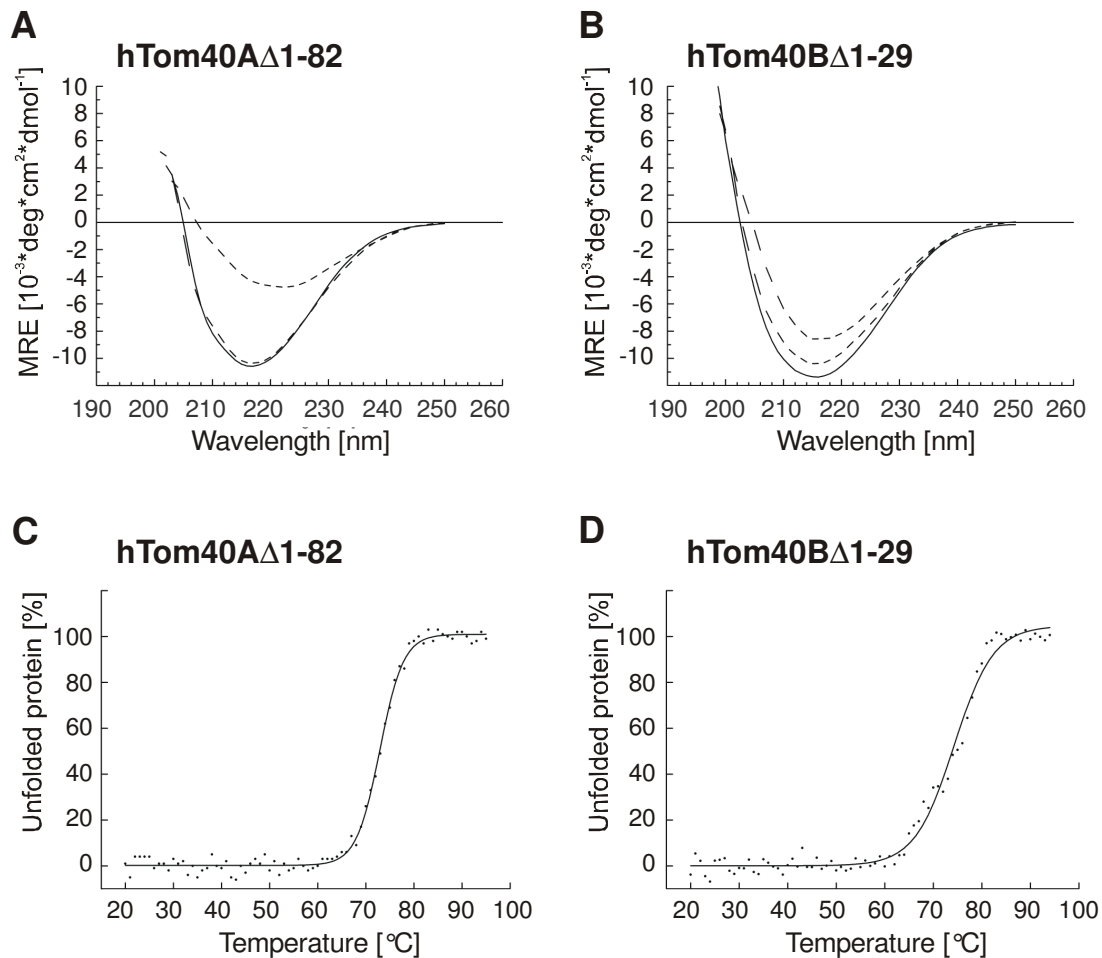 A
hTom40AΔ1-82
MRE [10⁻³*deg*cm²*dmol⁻¹]
10
8
6
4
2
0
-2
-4
-6
-8
-10
190 200 210 220 230 240 250 260
Wavelength [nm]
B
hTom40BΔ1-29
MRE [10⁻³*deg*cm²*dmol⁻¹]
10
8
6
4
2
0
-2
-4
-6
-8
-10
190 200 210 220 230 240 250 260
Wavelength [nm]
C
hTom40AΔ1-82
Unfolded protein [%]
100
80
60
40
20
0
20 30 40 50 60 70 80 90 100
Temperature [°C]
D
hTom40BΔ1-29
Unfolded protein [%]
100
80
60
40
20
0
20 30 40 50 60 70 80 90 100
Temperature [°C]